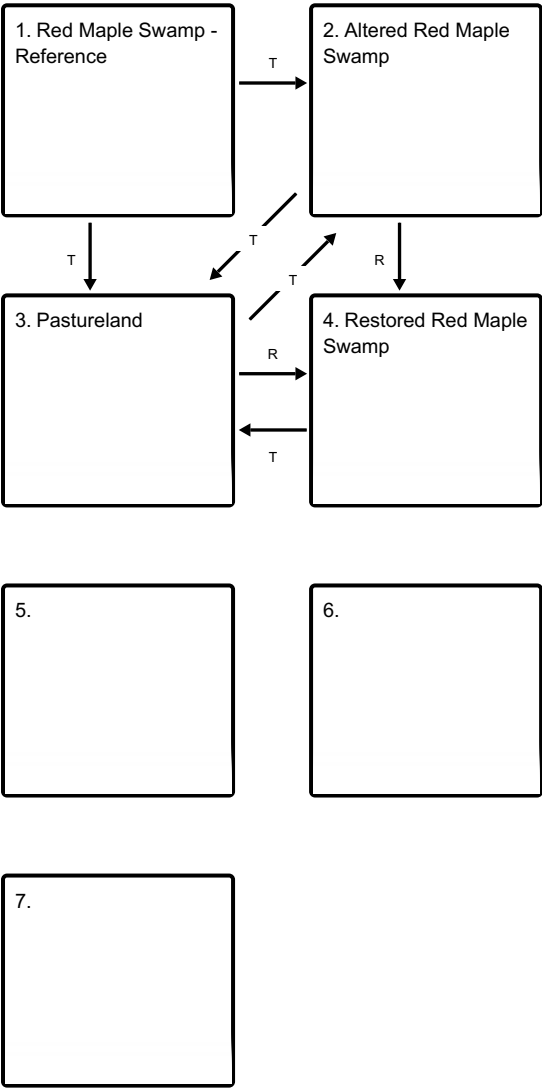 1. Red Maple Swamp -
Reference
2. Altered Red Maple
Swamp
T
T
T
T
R
3. Pastureland
4. Restored Red Maple
Swamp
R
T
5.
6.
7.